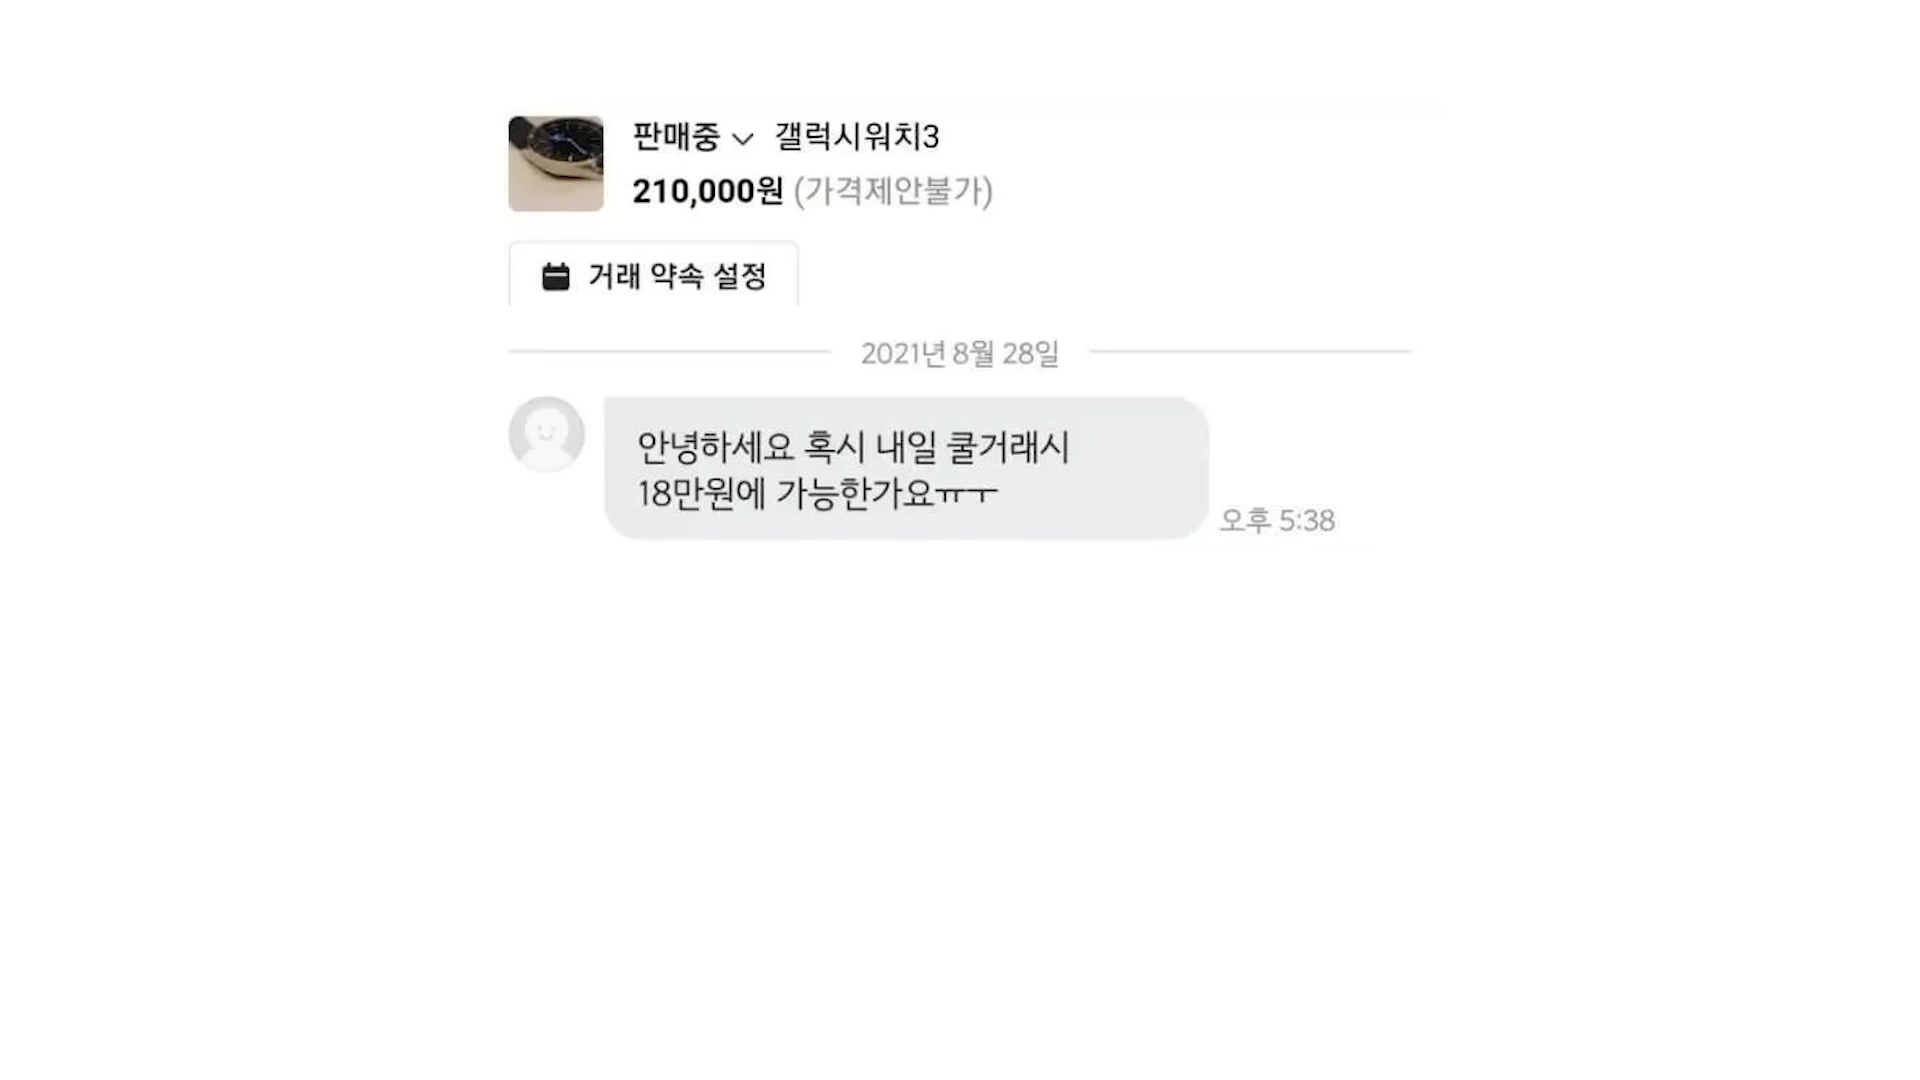 판매중 갤럭시워치3
210,000원 (가격제안불가)
거래 약속 설정
2021년 8월 28일
안녕하세요 혹시 내일 쿨거래시
18만원에 가능한가요ㅠㅜ
오후 5:38